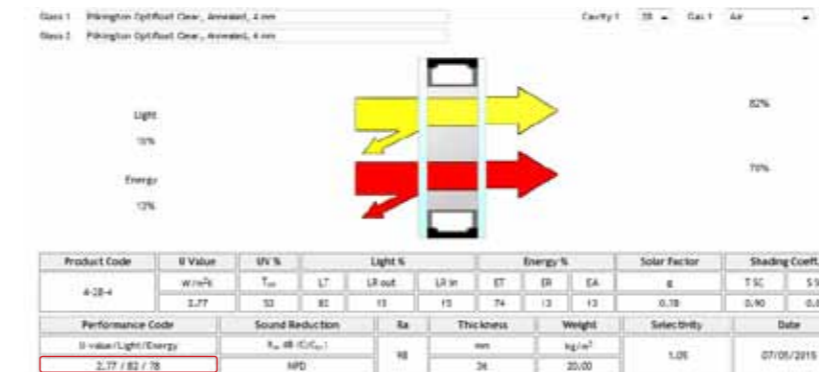 Glass 1 Pilkington Optifloat Clear, Annealed, 4 mm Cavity 1 28 Gas 1 Air
Glass 2 Pilkington Optifloat Clear, Annealed, 4 mm
Light 82%
15%
Energy 78%
13%
Product Code U Value UV % Light % Energy % Solar Factor Shading Coeff.
4-28-4 W/m²K LT LR out LR in ET ER EA g TSC
2.77 53 82 15 15 74 13 13 0.78 0.90
Performance Code Sound Reduction Ra Thickness Weight Selectivity Date
U-value/Light/Energy mm kg/m²
2.77 / 82 / 78 NPD 98 36 20.00 1.05 07/05/2015